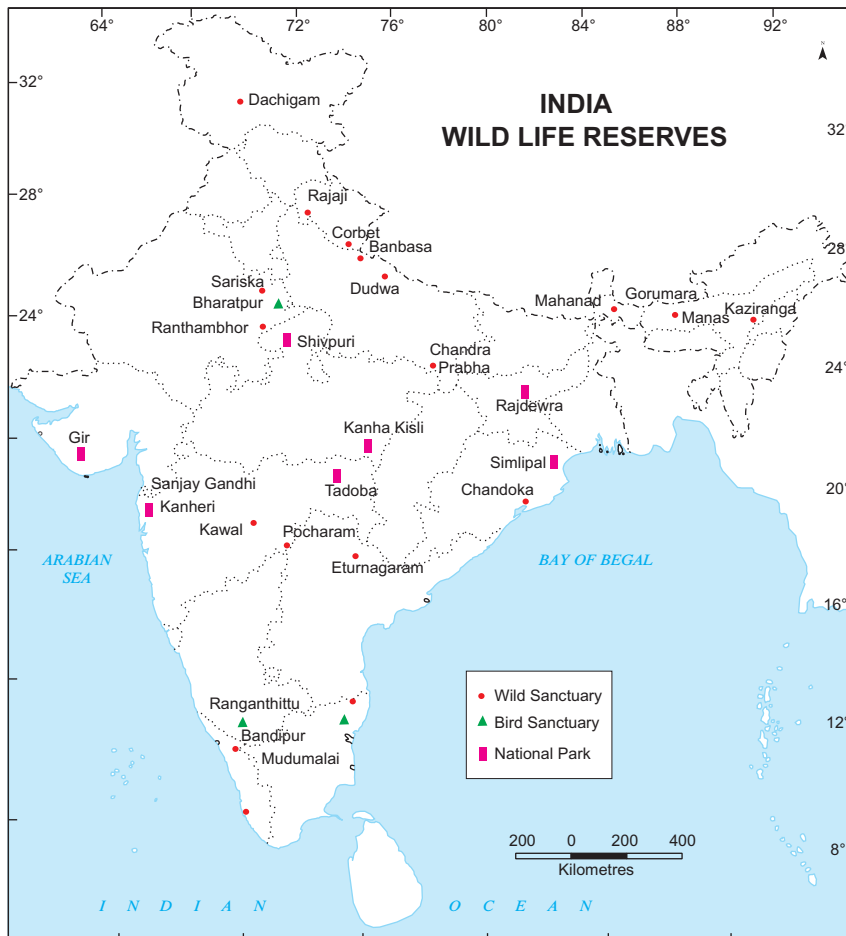 64°
72°
76°
80°
84°
88°
92°
N
32°
INDIA
WILD LIFE RESERVES
32
Dachigam
28°
Rajaji
Corbet
Banbasa
28°
Sariska
Dudwa
Bharatpur
Mahanad
Gorumara
Kaziranga
24°
Manas
Ranthambhor
Shivpuri
Chandra
Prabha
24°
Rajdewra
Kanha Kisli
Gir
Simlipal
Sanjay Gandhi
Tadoba
Chandoka
20°
Kanheri
Kawal
Pocharam
Eturnagaram
ARABIAN
SEA
BAY OF BEGAL
16°
Ranganthittu
Wild Sanctuary
Bird Sanctuary
National Park
12°
Bandipur
Mudumalai
200 0 200 400
Kilometres
8°
INDIAN OCEAN